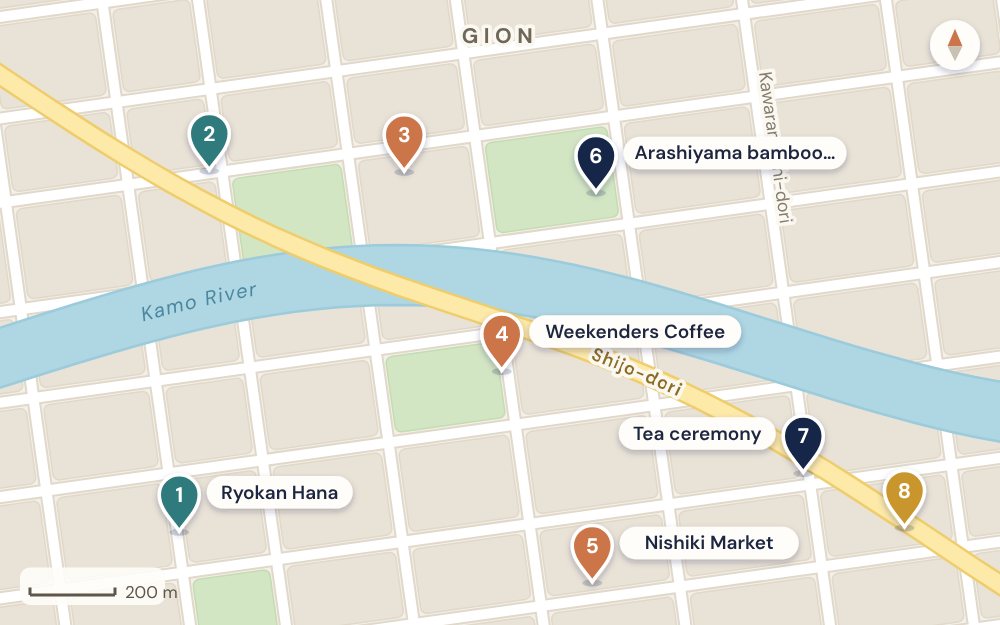 GION
2
3
6
Arashiyama bamboo…
Kamo River
4
Weekenders Coffee
Shijo-dori
Tea ceremony
7
1
Ryokan Hana
8
5
Nishiki Market
200 m